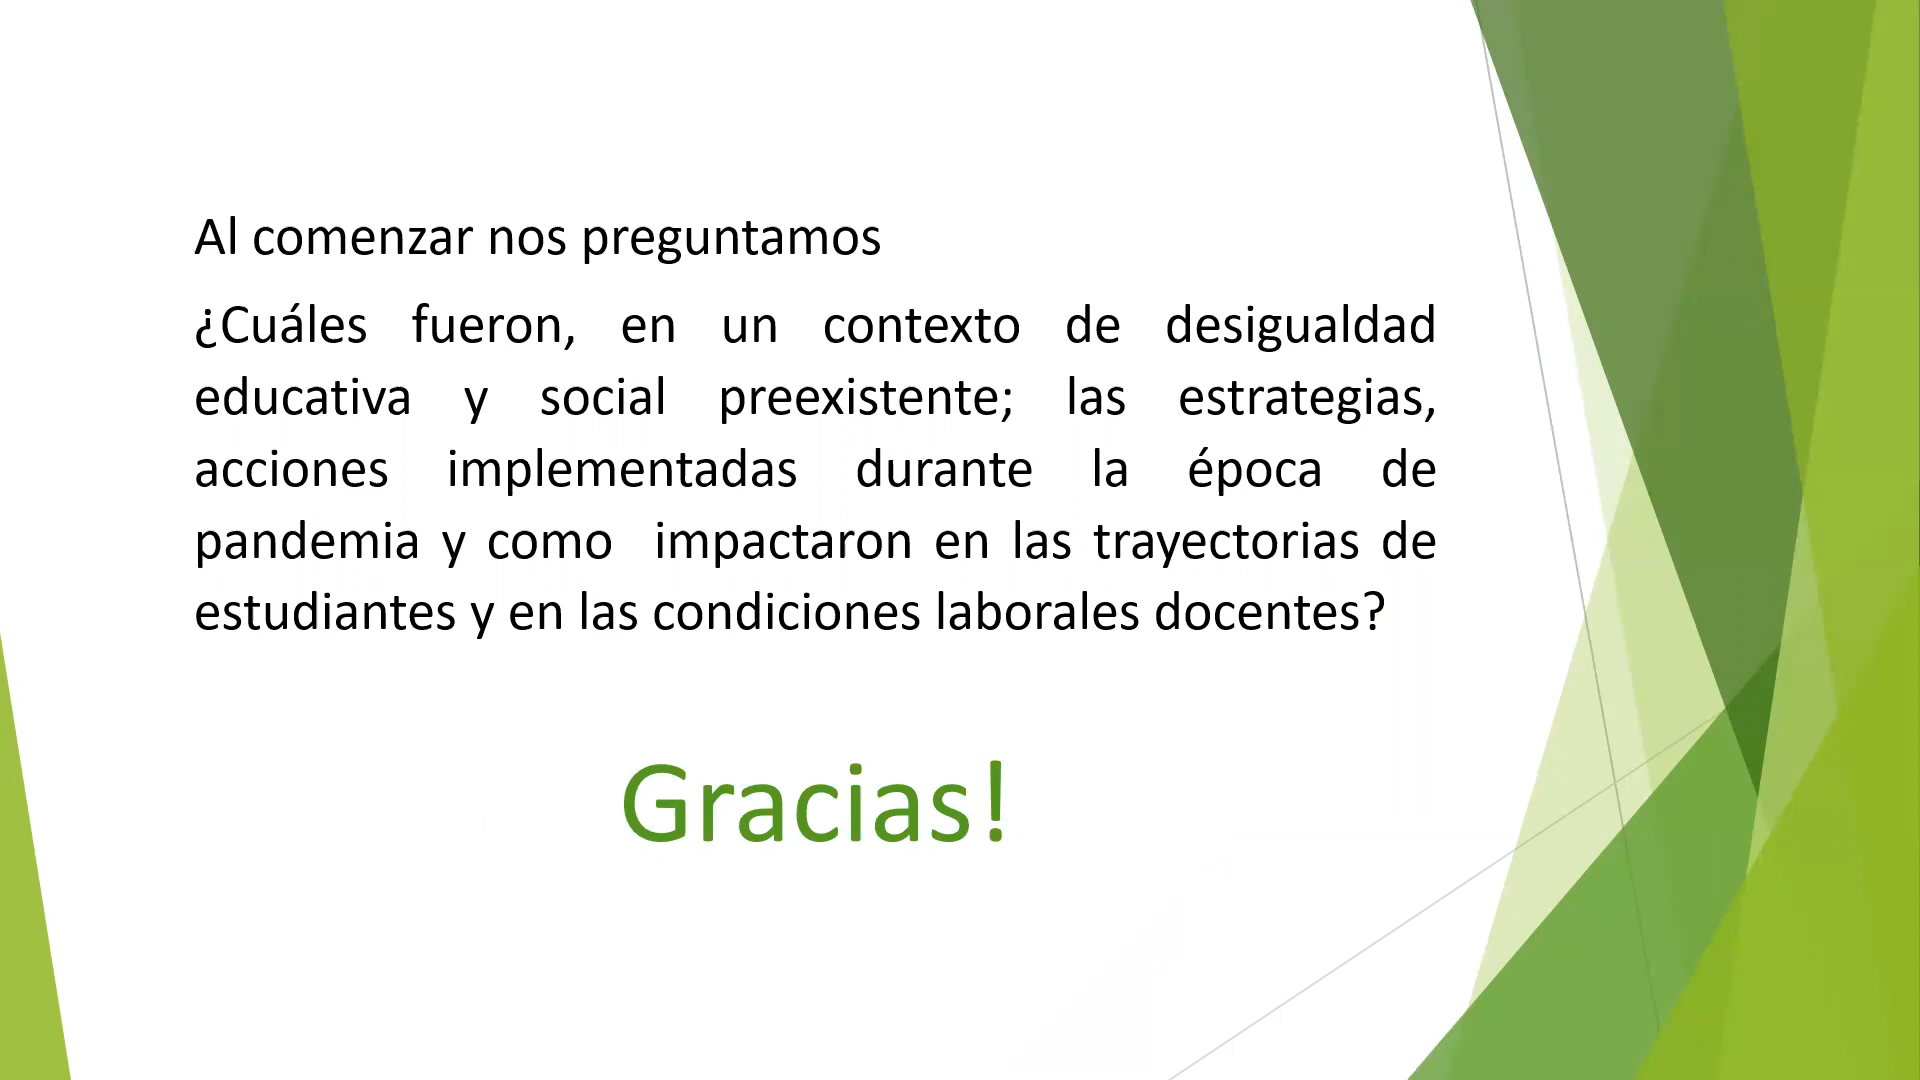 Al comenzar nos preguntamos
¿Cuáles fueron, en un contexto de desigualdad
educativa y social preexistente; las estrategias,
acciones implementadas durante la época de
pandemia y como impactaron en las trayectorias de
estudiantes y en las condiciones laborales docentes?
Gracias!